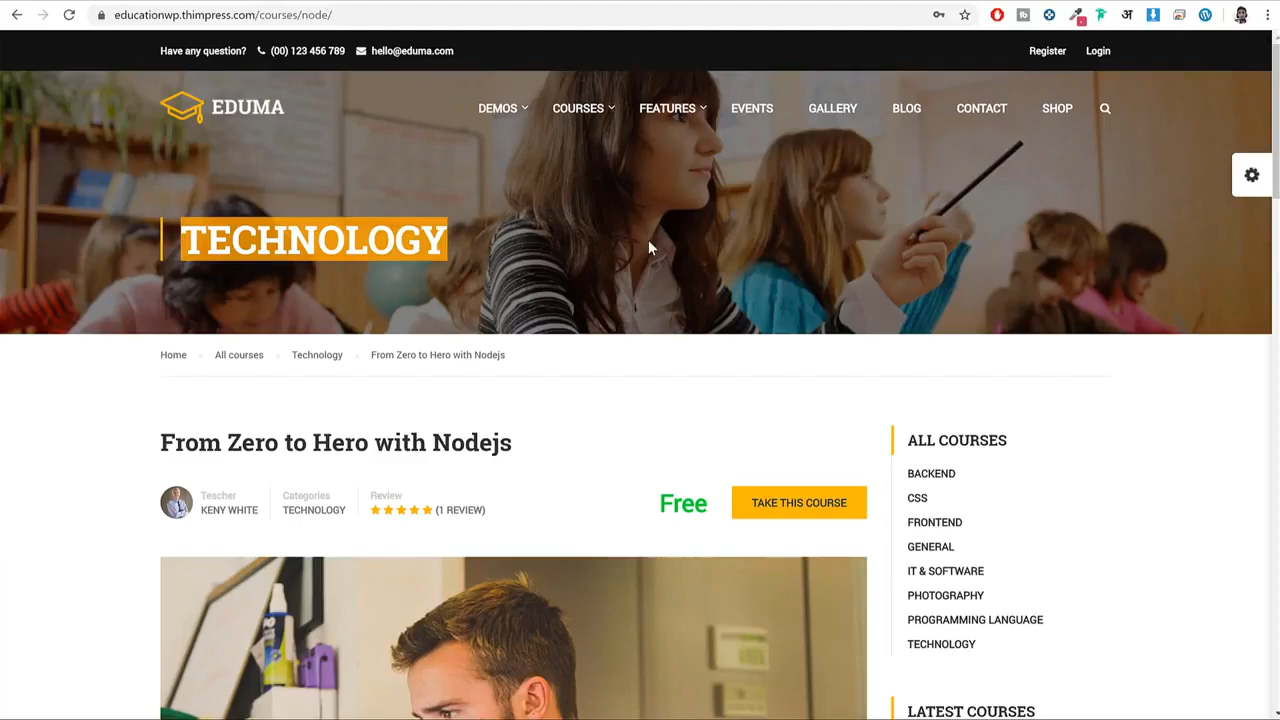 educationwp.thimpress.com/courses/node/
Have any question? (00) 123 456 789 hello@eduma.com Register Login
EDUMA DEMOS COURSES FEATURES EVENTS GALLERY BLOG CONTACT SHOP
TECHNOLOGY
Home All courses Technology From Zero to Hero with Nodejs
From Zero to Hero with Nodejs
Teacher Categories Review
KENY WHITE TECHNOLOGY (1 REVIEW) Free TAKE THIS COURSE
ALL COURSES
BACKEND
CSS
FRONTEND
GENERAL
IT & SOFTWARE
PHOTOGRAPHY
PROGRAMMING LANGUAGE
TECHNOLOGY
LATEST COURSES